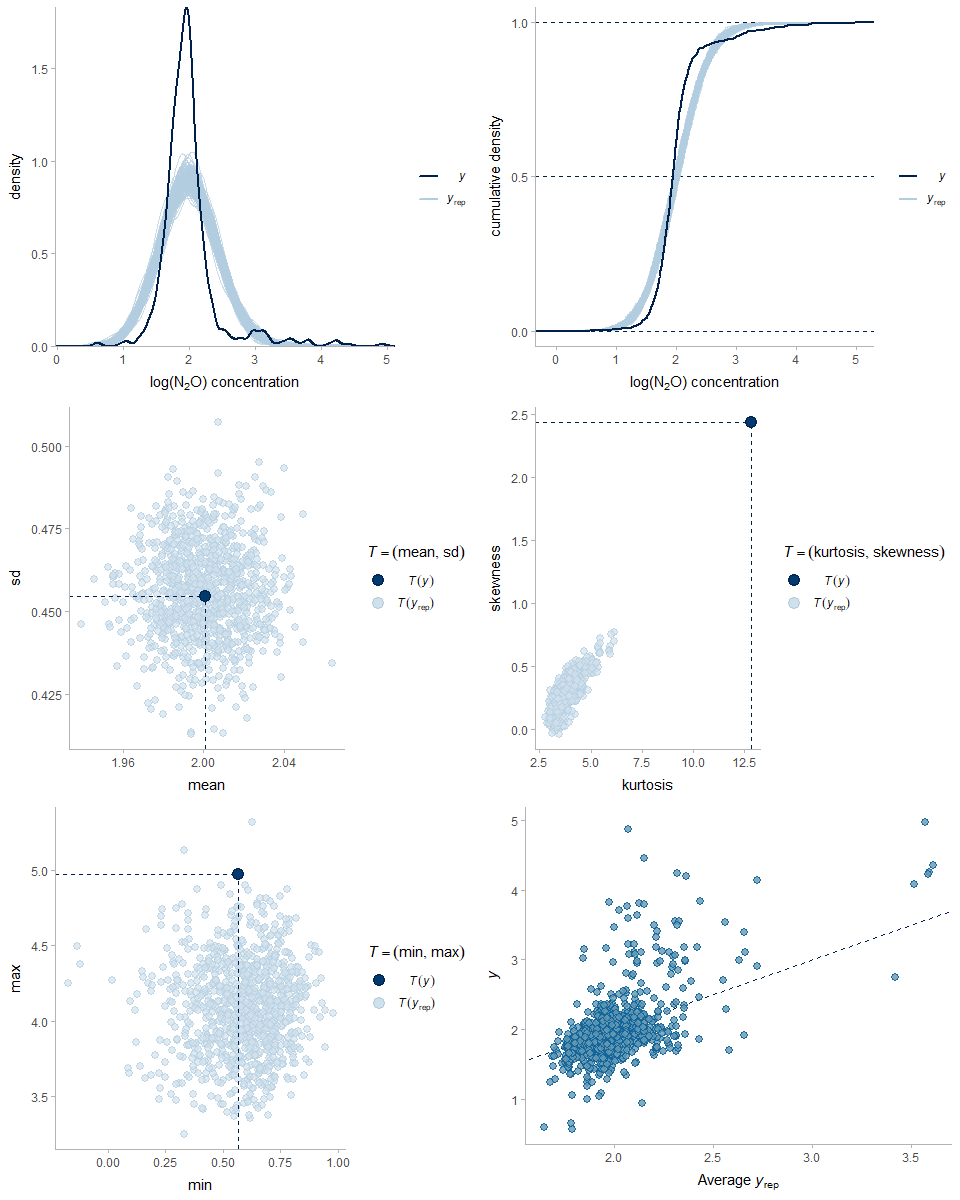 density
1.5
1.0
0.5
0.0
0 1 2 3 4 5
log(N₂O) concentration
y
y rep
cumulative density
1.0
0.5
0.0
0 1 2 3 4 5
log(N₂O) concentration
y
y rep
sd
0.500
0.475
0.450
0.425
1.96 2.00 2.04
mean
T = (mean, sd)
T(y)
T(y rep)
skewness
2.5
2.0
1.5
1.0
0.5
0.0
2.5 5.0 7.5 10.0 12.5
kurtosis
T = (kurtosis, skewness)
T(y)
T(y rep)
max
5.0
4.5
4.0
3.5
0.00 0.25 0.50 0.75 1.00
min
T = (min, max)
T(y)
T(y rep)
y
5
4
3
2
1
2.0 2.5 3.0 3.5
Average y rep